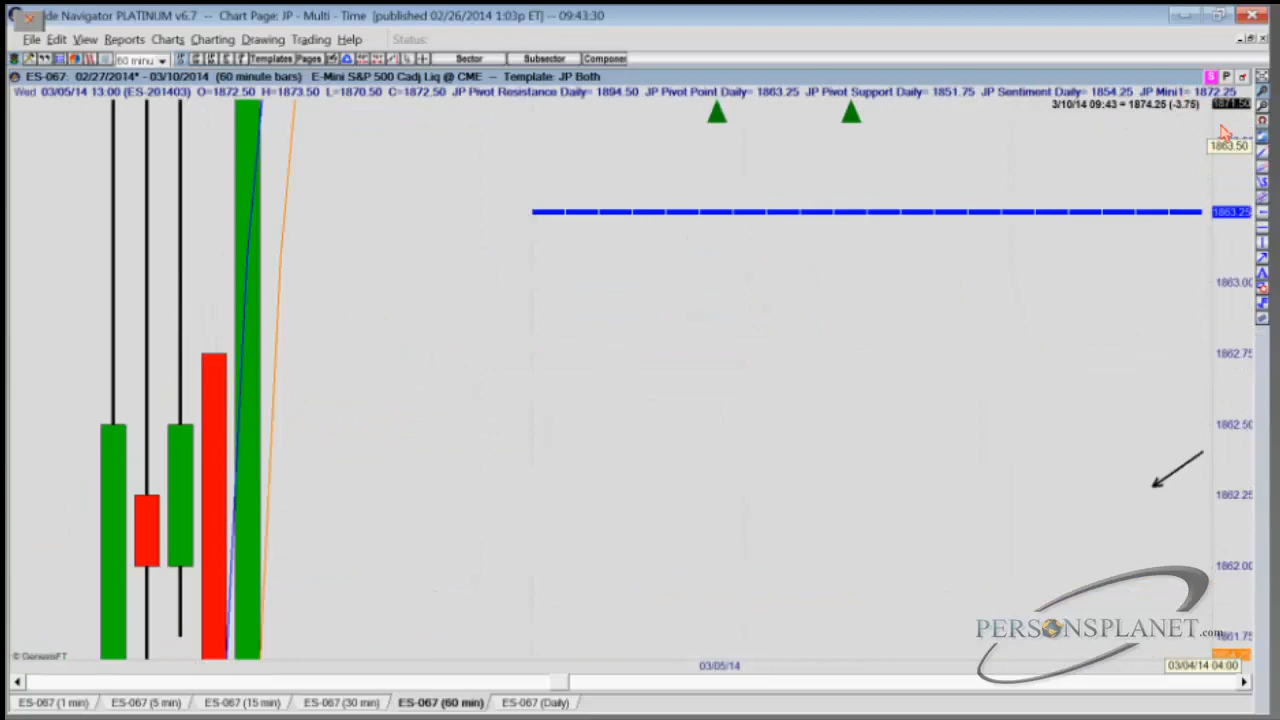 de Navigator PLATINUM v6.7 -- Chart Page: JP - Multi - Time [published 02/26/2014 1:03p ET] -- 09:43:30
File Edit View Reports Charts Charting Drawing Trading Help Status:
60 minu Templates Pages Sector Subsector Componer
ES-067: 02/27/2014* - 03/10/2014 (60 minute bars) E-Mini S&P 500 Cadj Liq @ CME -- Template: JP Both S P
Wed 03/05/14 13:00 (ES-201403) O=1872.50 H=1873.50 L=1870.50 C=1872.50 JP Pivot Resistance Daily= 1894.50 JP Pivot Point Daily= 1863.25 JP Pivot Support Daily= 1851.75 JP Sentiment Daily= 1854.25 JP Mini1= 1872.25
3/10/14 09:43 = 1874.25 (-3.75) 1871.50
1863.50
1863.25
1863.00
1862.75
1862.50
1862.25
1862.00
PERSONSPLANET.com
1861.75
© GenesisFT
03/05/14 03/04/14 04:00
ES-067 (1 min) ES-067 (5 min) ES-067 (15 min) ES-067 (30 min) ES-067 (60 min) ES-067 (Daily)